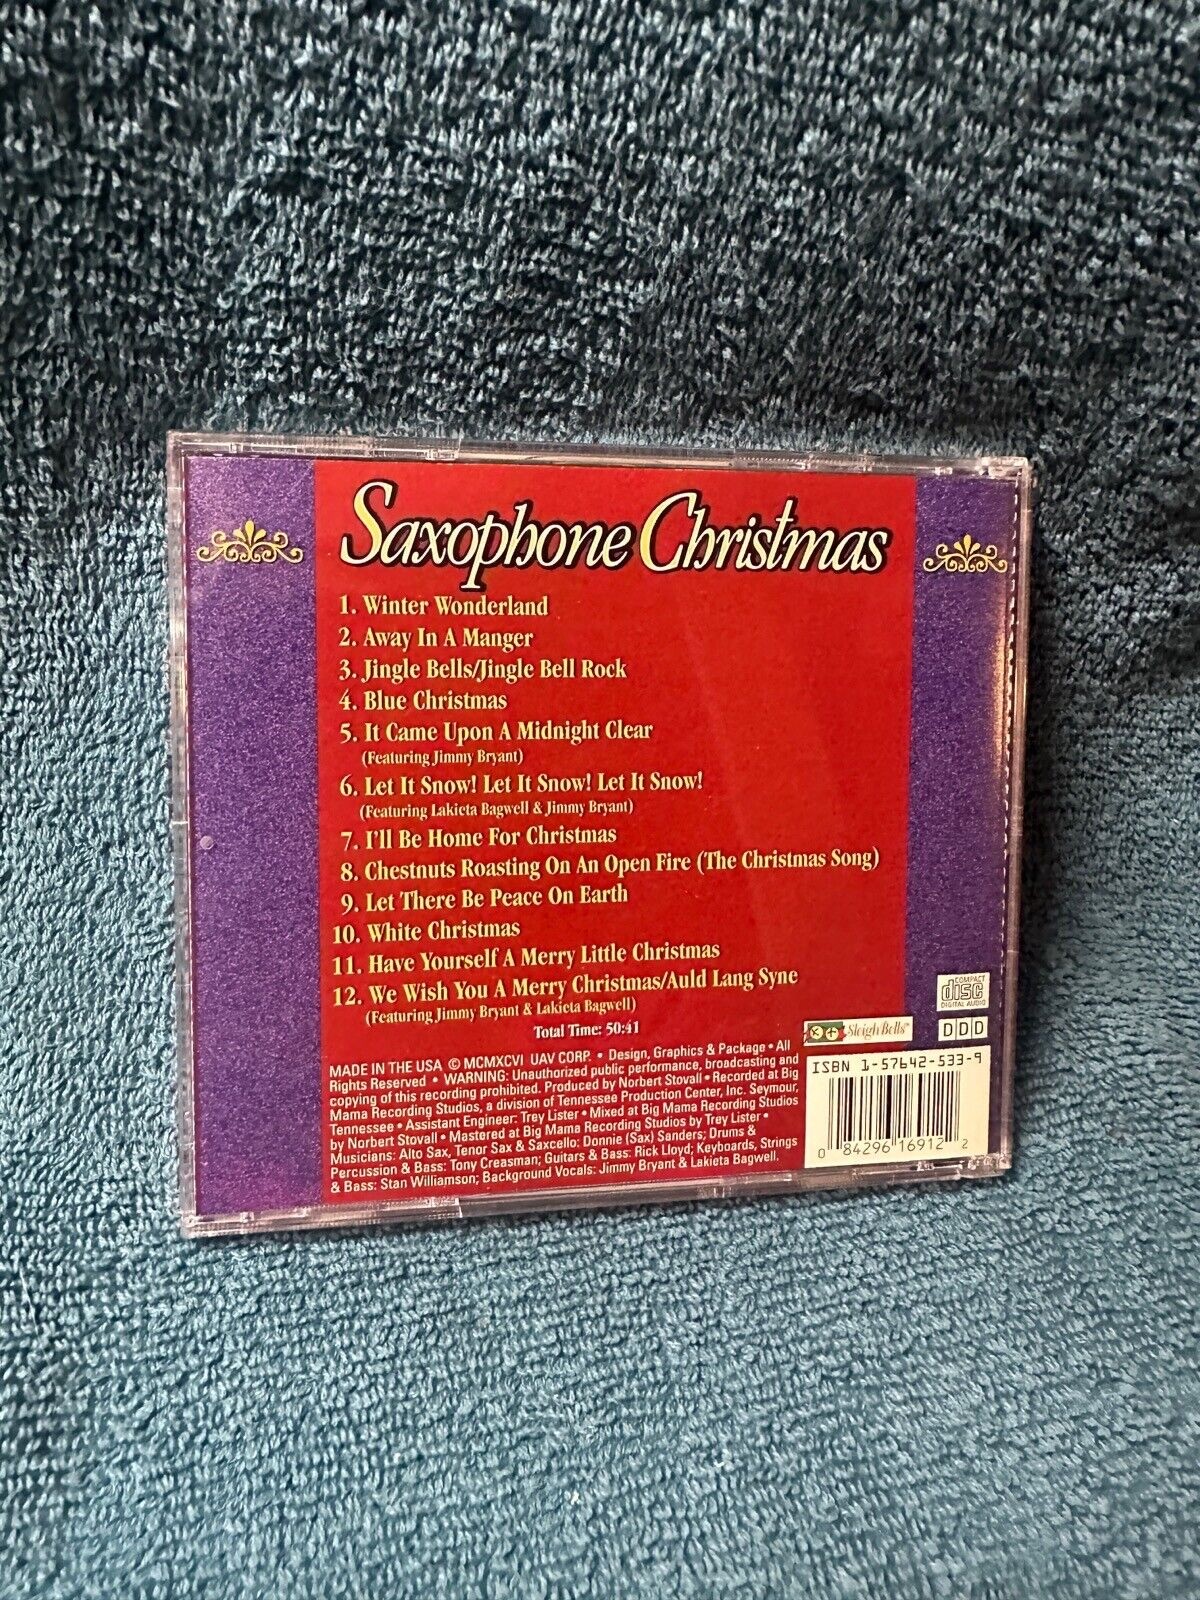 Saxophone Christmas
1. Winter Wonderland
2. Away In A Manger
3. Jingle Bells/Jingle Bell Rock
4. Blue Christmas
5. It Came Upon A Midnight Clear
(Featuring Jimmy Bryant)
6. Let It Snow! Let It Snow! Let It Snow!
(Featuring Lakieta Bagwell & Jimmy Bryant)
7. I'll Be Home For Christmas
8. Chestnuts Roasting On An Open Fire (The Christmas Song)
9. Let There Be Peace On Earth
10. White Christmas
11. Have Yourself A Merry Little Christmas
12. We Wish You A Merry Christmas/Auld Lang Syne
(Featuring Jimmy Bryant & Lakieta Bagwell)
Total Time: 50:41
MADE IN THE USA © MCMXCVI UAV CORP. • Design, Graphics & Package • All
Rights Reserved • WARNING: Unauthorized public performance, broadcasting and
copying of this recording prohibited. Produced by Norbert Stovall • Recorded at Big
Mama Recording Studios, a division of Tennessee Production Center, Inc. Seymour,
Tennessee • Assistant Engineer: Trey Lister • Mixed at Big Mama Recording Studios
by Norbert Stovall • Mastered at Big Mama Recording Studios by Trey Lister •
Musicians: Alto Sax, Tenor Sax & Saxcello: Donnie (Sax) Sanders; Drums &
Percussion & Bass: Tony Creasman; Guitars & Bass: Rick Lloyd; Keyboards, Strings
& Bass: Stan Williamson; Background Vocals: Jimmy Bryant & Lakieta Bagwell.
COMPACT
disc
DIGITAL AUDIO
Sleigh Bells™
D D D
ISBN 1-57642-533-9
0 84296 16912 2